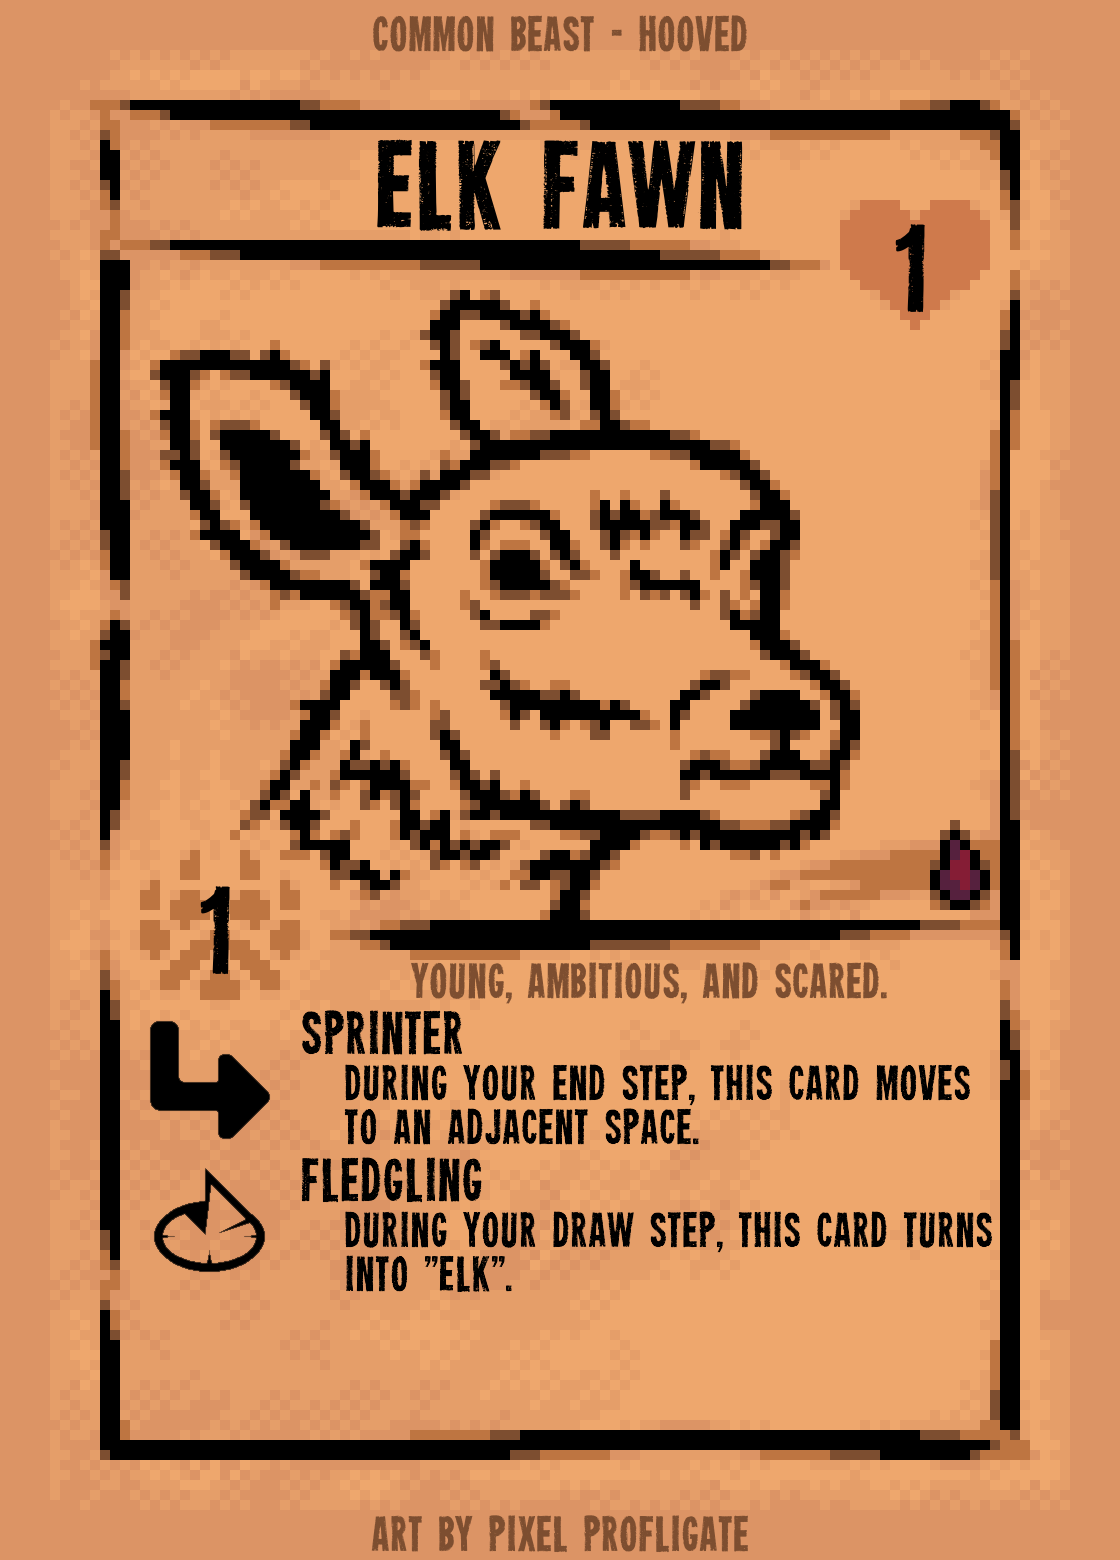 COMMON BEAST - HOOVED
ELK FAWN
1
1
YOUNG, AMBITIOUS, AND SCARED.
SPRINTER
DURING YOUR END STEP, THIS CARD MOVES
TO AN ADJACENT SPACE.
FLEDGLING
DURING YOUR DRAW STEP, THIS CARD TURNS
INTO "ELK".
ART BY PIXEL PROFLIGATE